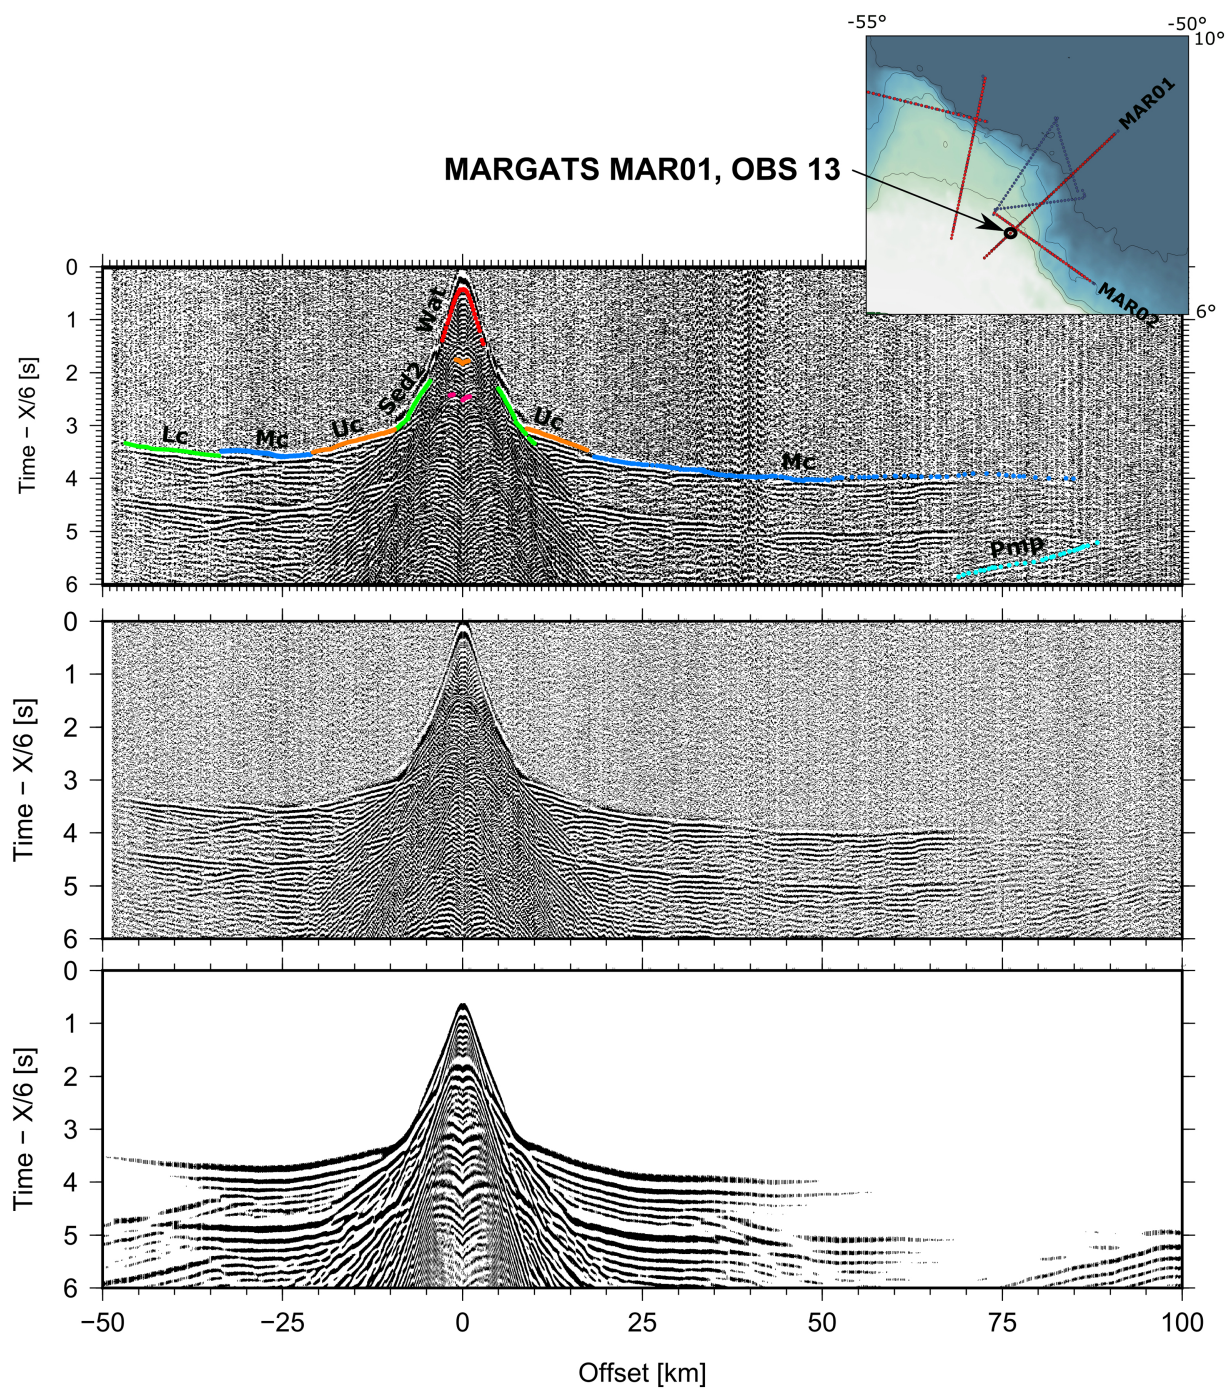 -55°
-50°
10°
MAR01
MARGATS MAR01, OBS 13
MAR02
6°
0
1
2
3
4
5
6
Time − X/6 [s]
Wat
Sed2
Uc
Uc
Lc
Mc
Mc
PmP
0
1
2
3
4
5
6
Time − X/6 [s]
0
1
2
3
4
5
6
Time − X/6 [s]
−50
−25
0
25
50
75
100
Offset [km]